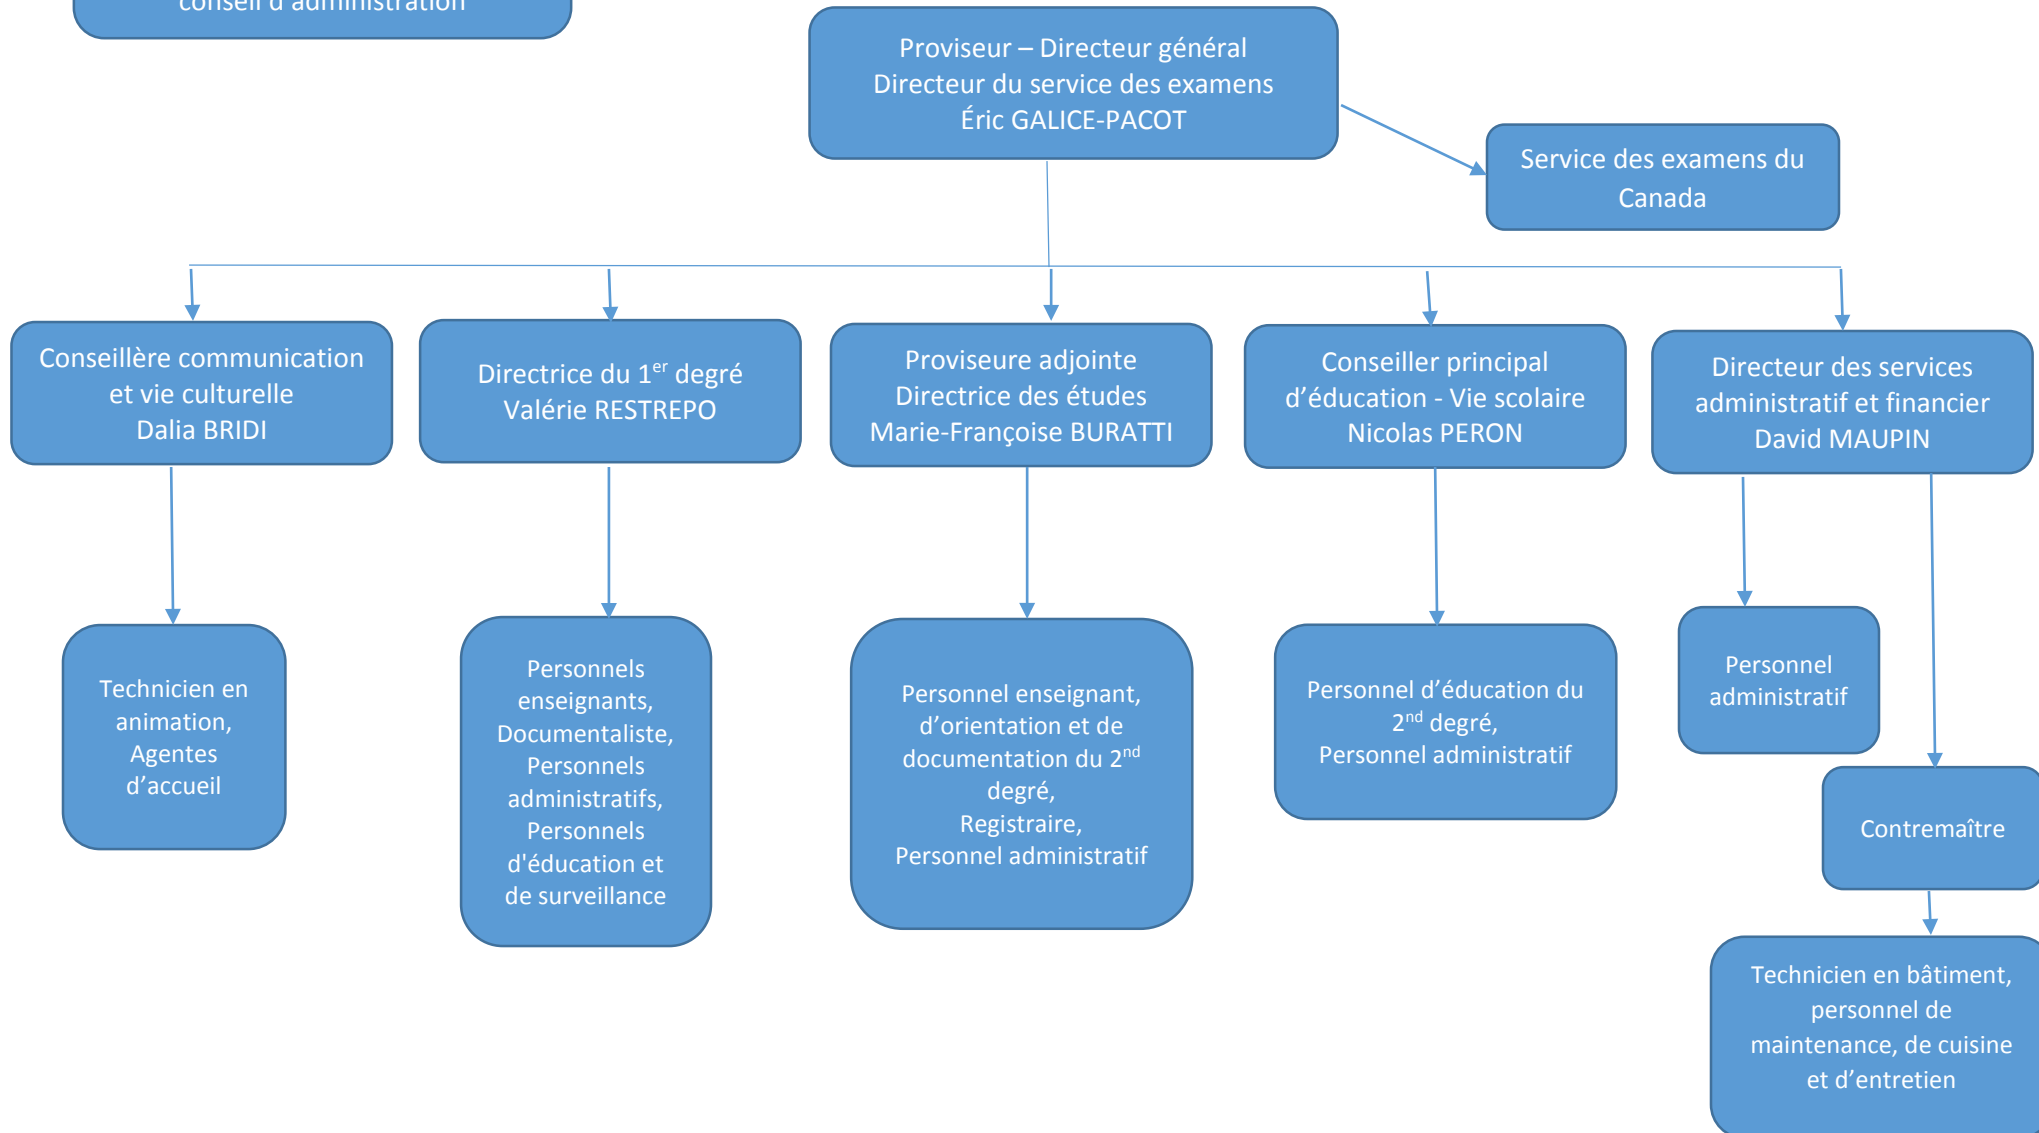 conseil d'administration
Proviseur – Directeur général
Directeur du service des examens
Éric GALICE-PACOT
Service des examens du
Canada
Conseillère communication
et vie culturelle
Dalia BRIDI
Directrice du 1er degré
Valérie RESTREPO
Proviseure adjointe
Directrice des études
Marie-Françoise BURATTI
Conseiller principal
d’éducation - Vie scolaire
Nicolas PERON
Directeur des services
administratif et financier
David MAUPIN
Technicien en
animation,
Agentes
d’accueil
Personnels
enseignants,
Documentaliste,
Personnels
administratifs,
Personnels
d'éducation et
de surveillance
Personnel enseignant,
d’orientation et de
documentation du 2nd
degré,
Registraire,
Personnel administratif
Personnel d’éducation du
2nd degré,
Personnel administratif
Personnel
administratif
Contremaître
Technicien en bâtiment,
personnel de
maintenance, de cuisine
et d’entretien